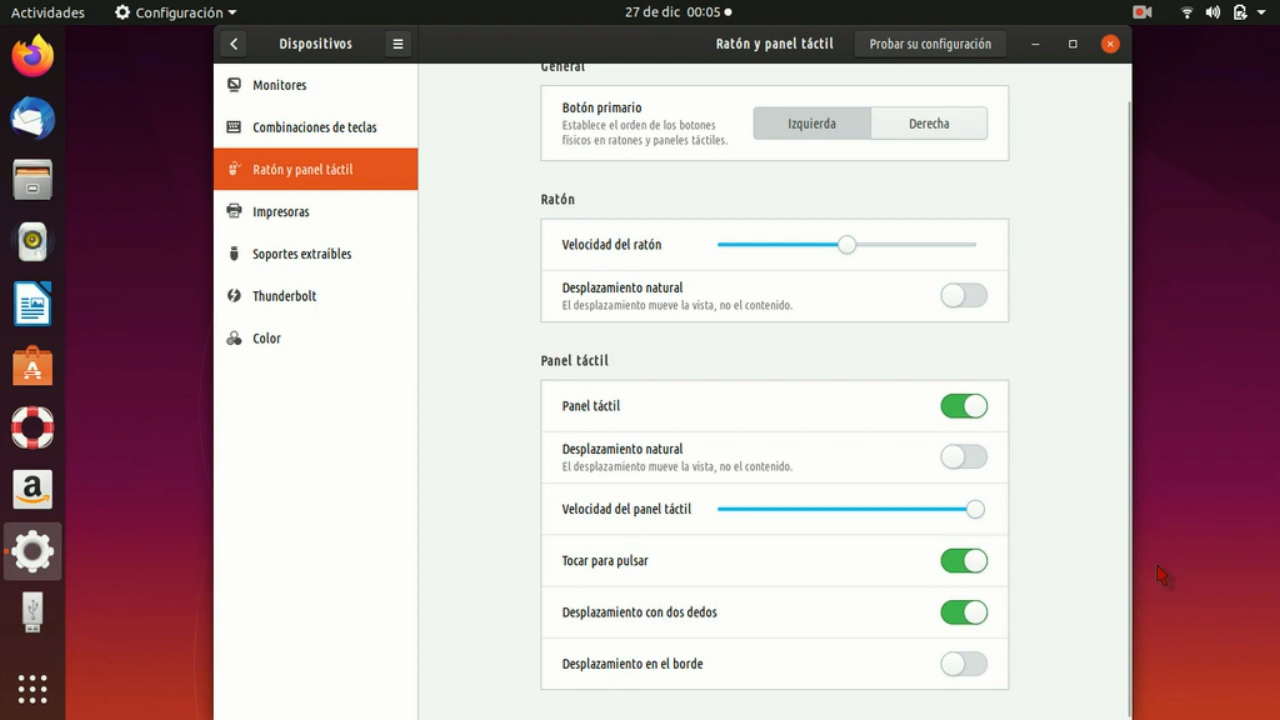 Actividades
Configuración
27 de dic 00:05
Dispositivos
Ratón y panel táctil
Probar su configuración
Monitores
Combinaciones de teclas
Ratón y panel táctil
Impresoras
Soportes extraíbles
Thunderbolt
Color
General
Botón primario
Establece el orden de los botones
físicos en ratones y paneles táctiles.
Izquierda
Derecha
Ratón
Velocidad del ratón
Desplazamiento natural
El desplazamiento mueve la vista, no el contenido.
Panel táctil
Panel táctil
Desplazamiento natural
El desplazamiento mueve la vista, no el contenido.
Velocidad del panel táctil
Tocar para pulsar
Desplazamiento con dos dedos
Desplazamiento en el borde
a